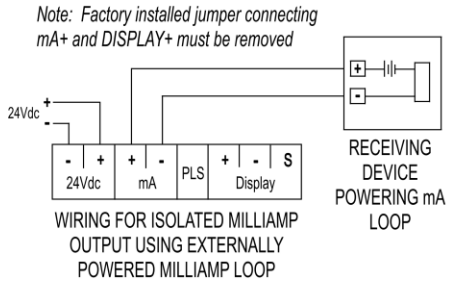 Note: Factory installed jumper connecting
mA+ and DISPLAY+ must be removed
+
-
24Vdc
+
-
- + + - + - S
24Vdc mA PLS Display
RECEIVING
DEVICE
POWERING mA
LOOP
WIRING FOR ISOLATED MILLIAMP
OUTPUT USING EXTERNALLY
POWERED MILLIAMP LOOP